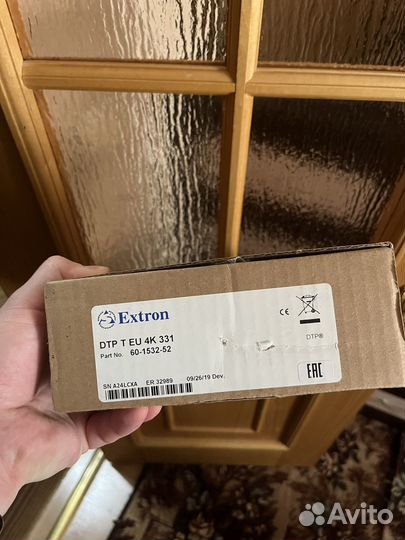 Extron
CE
DTP T EU 4K 331
Part No. 60-1532-52
DTP®
SN A24LCXA ER 32989 09/26/19 Dev.
EAC
Avito